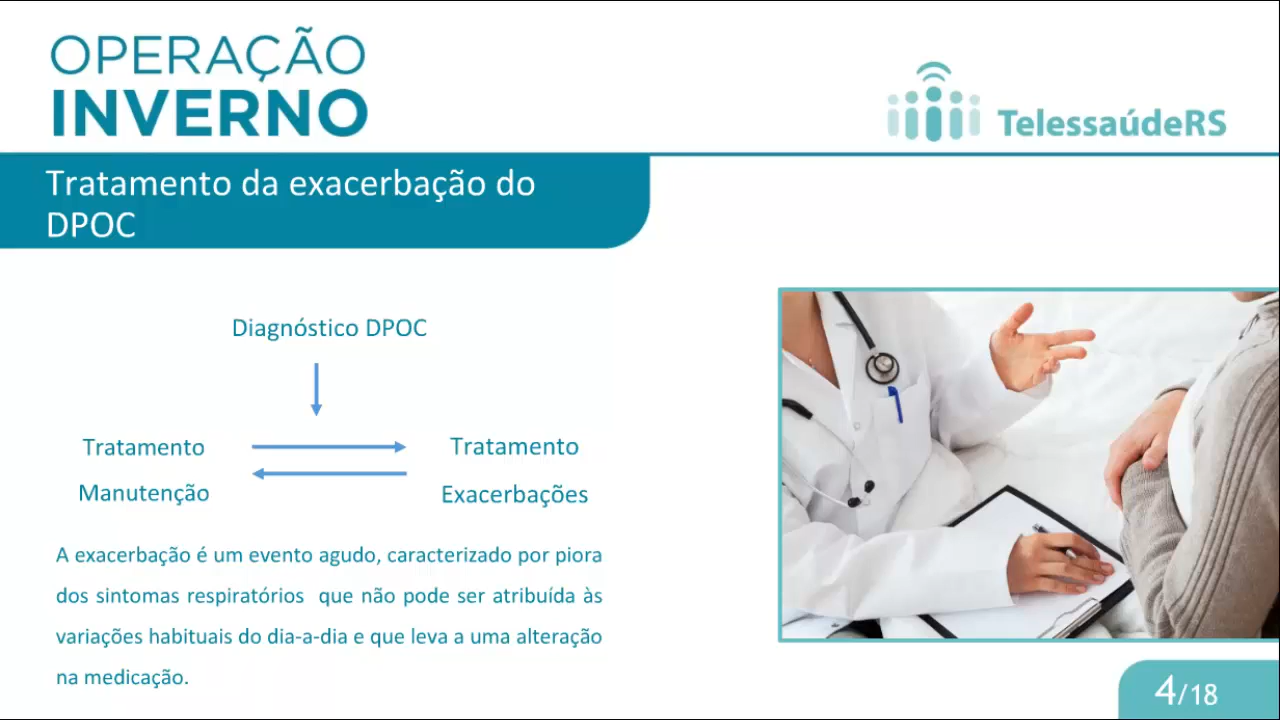 OPERAÇÃO
INVERNO
TelessaúdeRS
Tratamento da exacerbação do
DPOC
Diagnóstico DPOC
Tratamento
Manutenção
Tratamento
Exacerbações
A exacerbação é um evento agudo, caracterizado por piora
dos sintomas respiratórios que não pode ser atribuída às
variações habituais do dia-a-dia e que leva a uma alteração
na medicação.
4/18